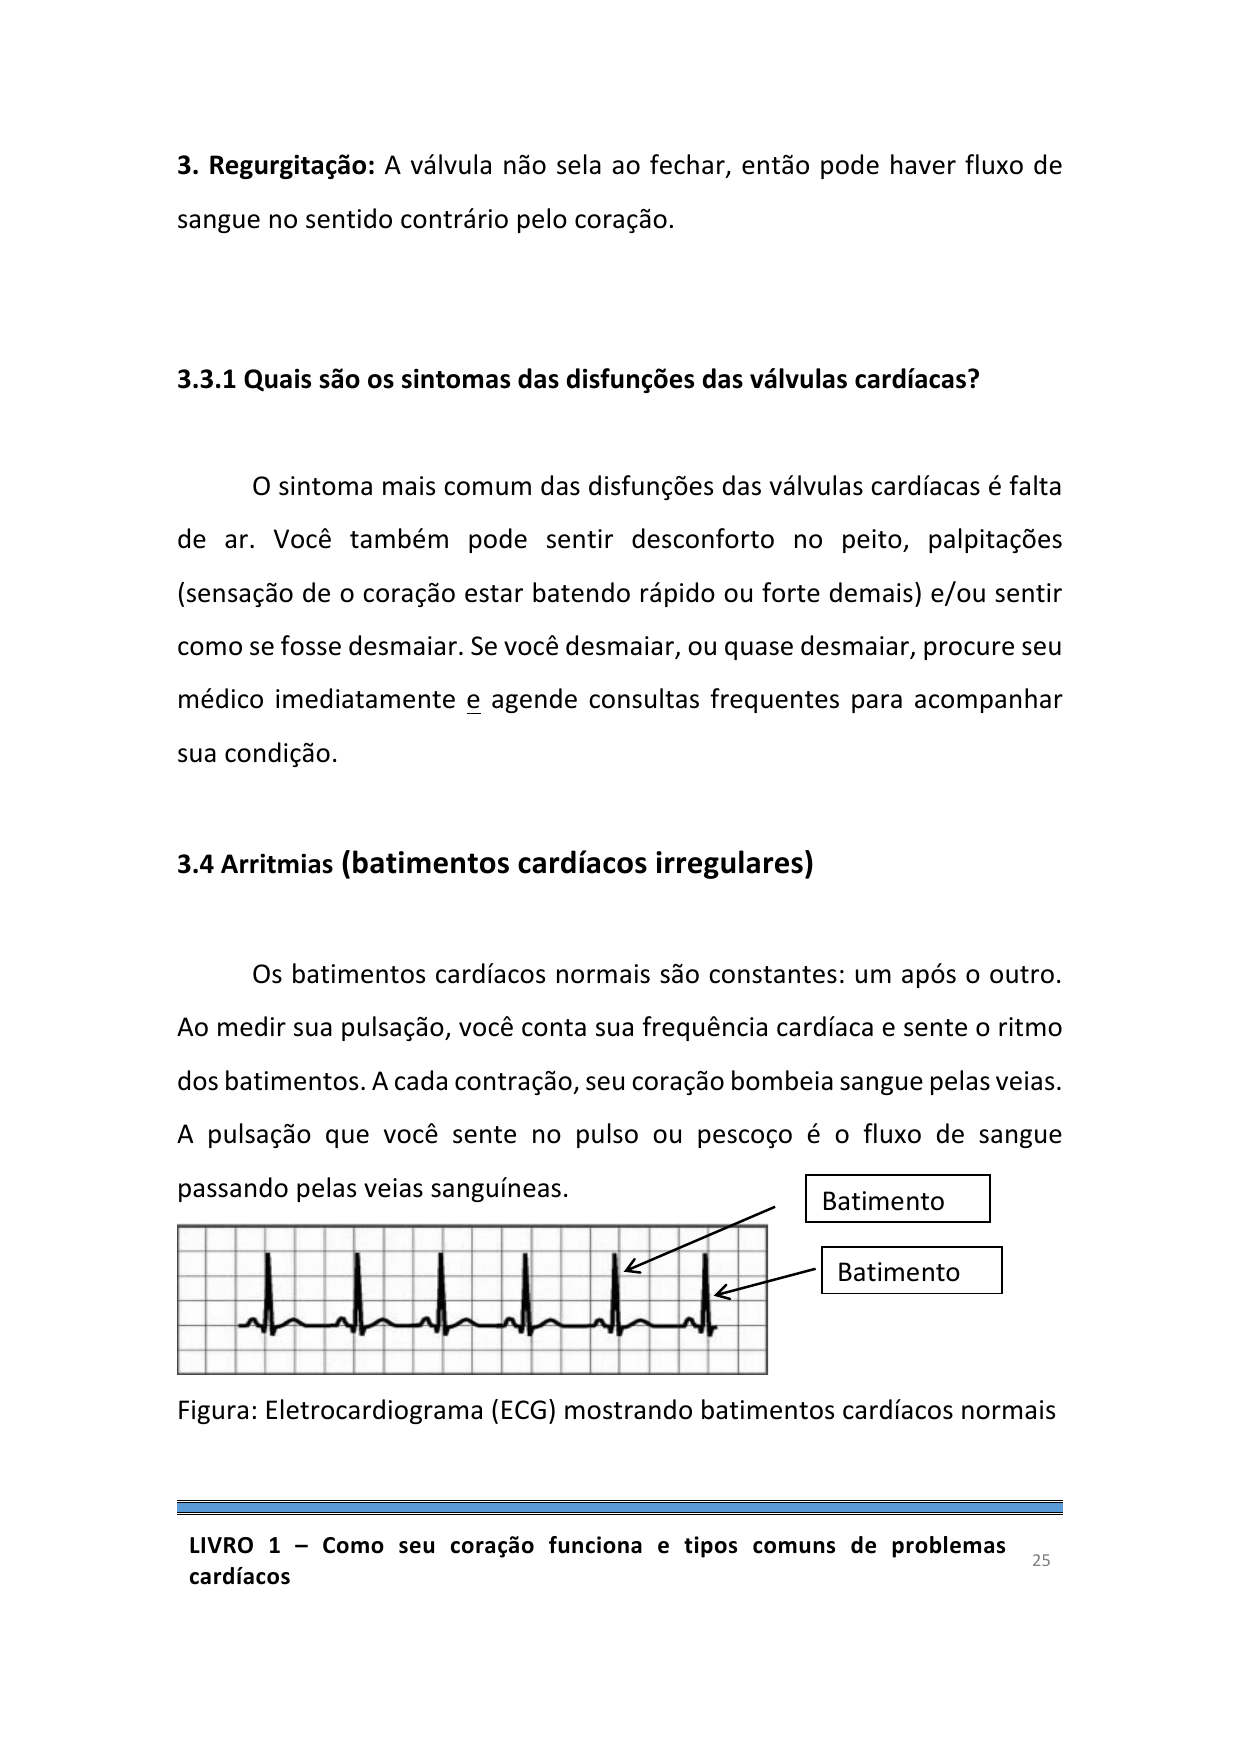 3. Regurgitação: A válvula não sela ao fechar, então pode haver fluxo de
sangue no sentido contrário pelo coração.
3.3.1 Quais são os sintomas das disfunções das válvulas cardíacas?
O sintoma mais comum das disfunções das válvulas cardíacas é falta
de ar. Você também pode sentir desconforto no peito, palpitações
(sensação de o coração estar batendo rápido ou forte demais) e/ou sentir
como se fosse desmaiar. Se você desmaiar, ou quase desmaiar, procure seu
médico imediatamente e agende consultas frequentes para acompanhar
sua condição.
3.4 Arritmias (batimentos cardíacos irregulares)
Os batimentos cardíacos normais são constantes: um após o outro.
Ao medir sua pulsação, você conta sua frequência cardíaca e sente o ritmo
dos batimentos. A cada contração, seu coração bombeia sangue pelas veias.
A pulsação que você sente no pulso ou pescoço é o fluxo de sangue
passando pelas veias sanguíneas.
Batimento
Batimento
Figura: Eletrocardiograma (ECG) mostrando batimentos cardíacos normais
LIVRO 1 – Como seu coração funciona e tipos comuns de problemas
cardíacos
25